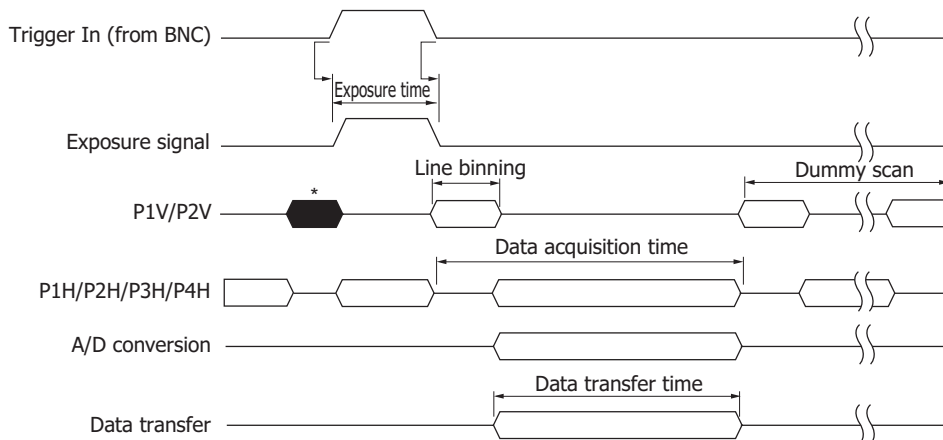 Trigger In (from BNC)
Exposure time
Exposure signal
Line binning
Dummy scan
*
P1V/P2V
Data acquisition time
P1H/P2H/P3H/P4H
A/D conversion
Data transfer time
Data transfer